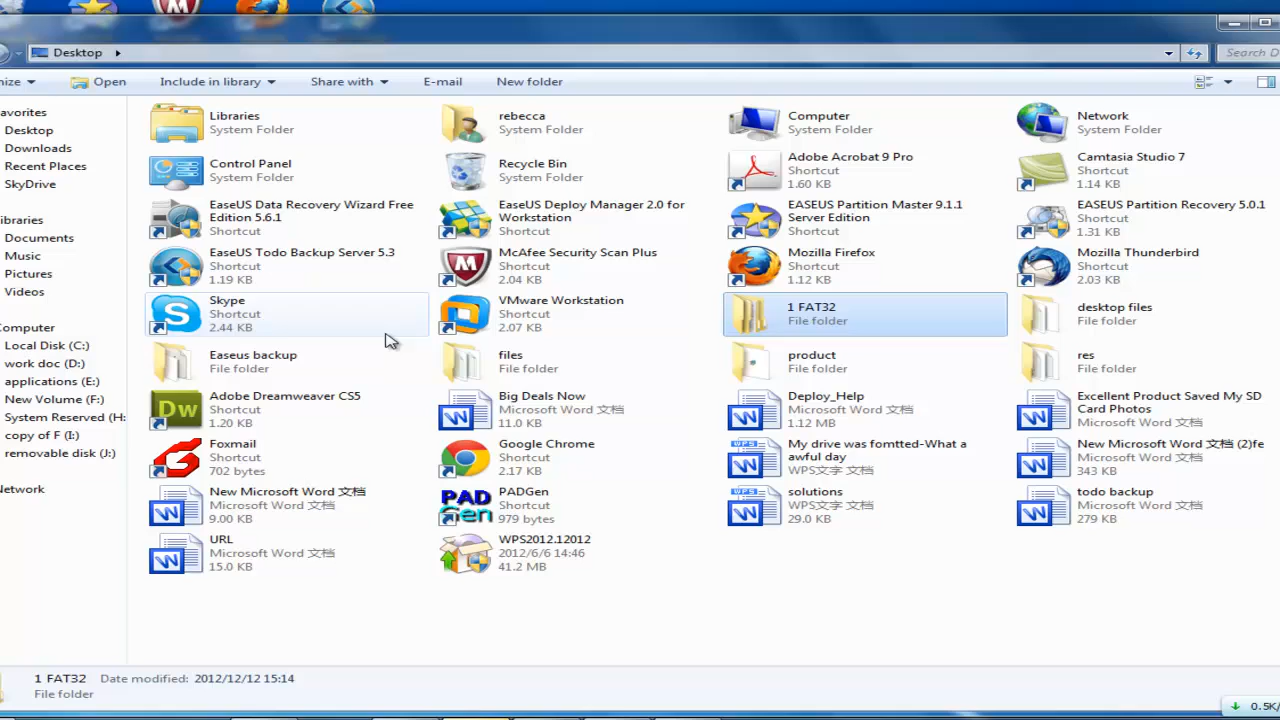 Desktop
Search D
nize
Open
Include in library
Share with
E-mail
New folder
avorites
Desktop
Downloads
Recent Places
SkyDrive
ibraries
Documents
Music
Pictures
Videos
Computer
Local Disk (C:)
work doc (D:)
applications (E:)
New Volume (F:)
System Reserved (H:
copy of F (I:)
removable disk (J:)
Network
Libraries
System Folder
rebecca
System Folder
Computer
System Folder
Network
System Folder
Control Panel
System Folder
Recycle Bin
Adobe Acrobat 9 Pro
Shortcut
1.60 KB
Camtasia Studio 7
Shortcut
1.14 KB
EaseUS Data Recovery Wizard Free
Edition 5.6.1
Shortcut
EaseUS Deploy Manager 2.0 for
Workstation
Shortcut
EASEUS Partition Master 9.1.1
Server Edition
Shortcut
EASEUS Partition Recovery 5.0.1
Shortcut
1.31 KB
EaseUS Todo Backup Server 5.3
Shortcut
1.19 KB
McAfee Security Scan Plus
Shortcut
2.04 KB
Mozilla Firefox
Shortcut
1.12 KB
Mozilla Thunderbird
Shortcut
2.03 KB
Skype
Shortcut
2.44 KB
VMware Workstation
Shortcut
2.07 KB
1 FAT32
File folder
desktop files
File folder
Easeus backup
File folder
files
File folder
product
File folder
res
File folder
Dw
Adobe Dreamweaver CS5
Shortcut
1.20 KB
Big Deals Now
Microsoft Word 文档
11.0 KB
Deploy_Help
Microsoft Word 文档
1.12 MB
Excellent Product Saved My SD
Card Photos
Microsoft Word 文档
Foxmail
Shortcut
702 bytes
Google Chrome
Shortcut
2.17 KB
My drive was fomtted-What a
awful day
WPS文字 文档
New Microsoft Word 文档 (2)fe
Microsoft Word 文档
343 KB
New Microsoft Word 文档
Microsoft Word 文档
9.00 KB
PAD
Gen
PADGen
Shortcut
979 bytes
solutions
WPS文字 文档
29.0 KB
todo backup
Microsoft Word 文档
279 KB
URL
Microsoft Word 文档
15.0 KB
WPS2012.12012
2012/6/6 14:46
41.2 MB
1 FAT32 Date modified: 2012/12/12 15:14
File folder
0.5K/